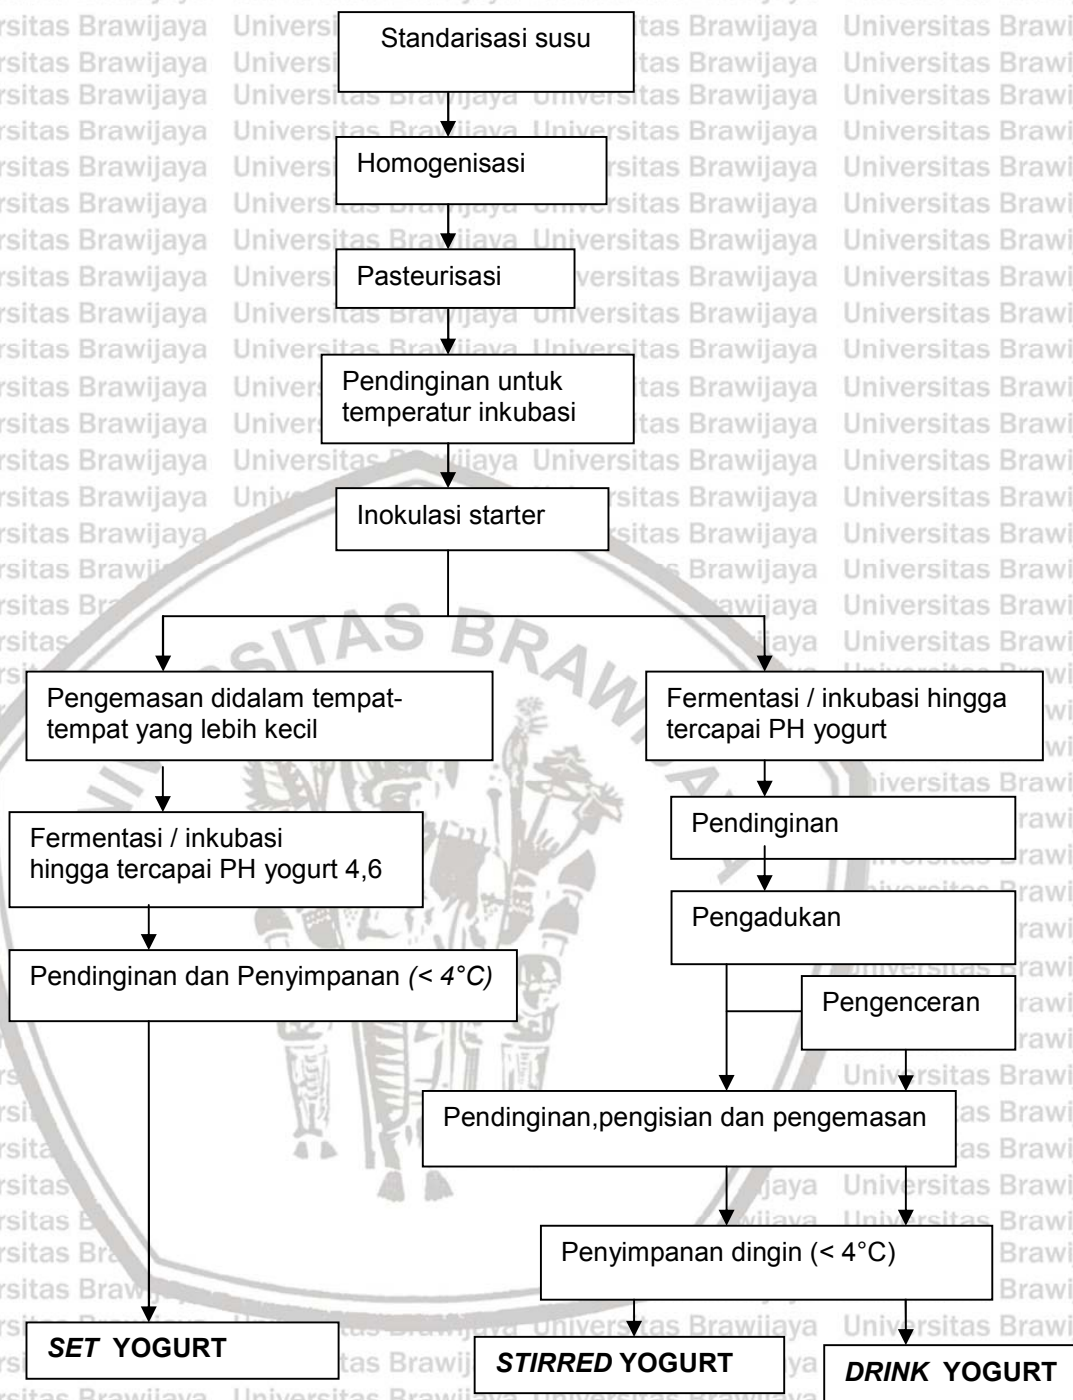 Standarisasi susu
Homogenisasi
Pasteurisasi
Pendinginan untuk
temperatur inkubasi
Inokulasi starter
Pengemasan didalam tempat-
tempat yang lebih kecil
Fermentasi / inkubasi hingga
tercapai PH yogurt
Fermentasi / inkubasi
hingga tercapai PH yogurt 4,6
Pendinginan
Pengadukan
Pendinginan dan Penyimpanan (< 4°C)
Pengenceran
Pendinginan,pengisian dan pengemasan
Penyimpanan dingin (< 4°C)
SET YOGURT
STIRRED YOGURT
DRINK YOGURT